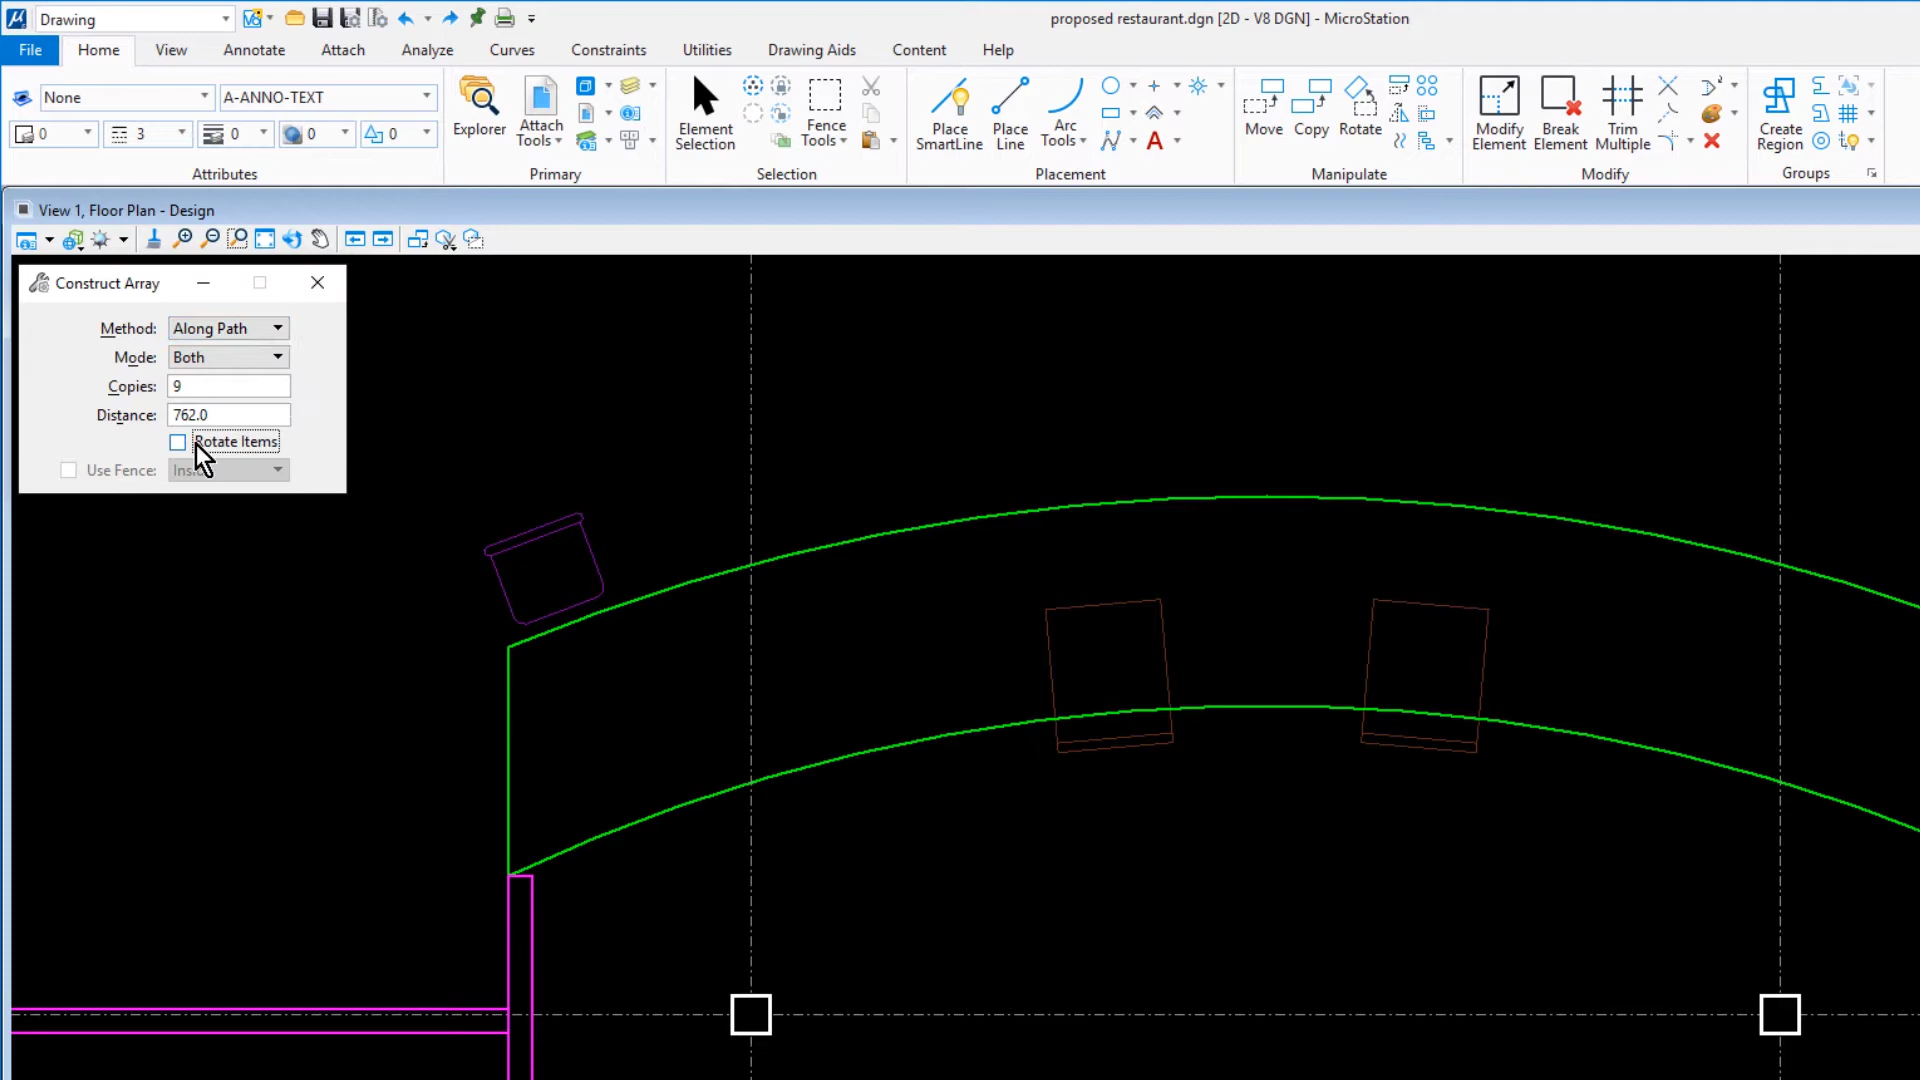 Drawing
proposed restaurant.dgn [2D - V8 DGN] - MicroStation
File Home View Annotate Attach Analyze Curves Constraints Utilities Drawing Aids Content Help
None A-ANNO-TEXT
0 3 0 0 0
Attributes
Explorer
Attach Tools
Primary
Element Selection
Fence Tools
Selection
Place SmartLine
Place Line
Arc Tools
Placement
Move Copy Rotate
Manipulate
Modify Element
Break Element
Trim Multiple
Modify
Create Region
Groups
View 1, Floor Plan - Design
Construct Array
Method: Along Path
Mode: Both
Copies: 9
Distance: 762.0
Rotate Items
Use Fence: